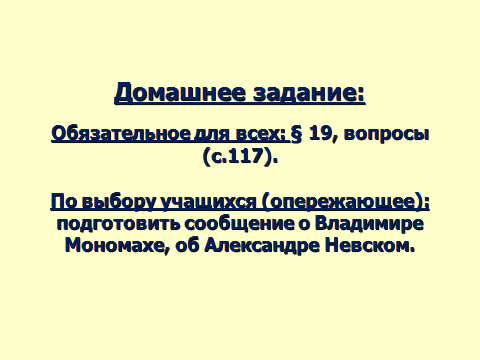 Домашнее задание:
Обязательное для всех: § 19, вопросы
(с.117).
По выбору учащихся (опережающее):
подготовить сообщение о Владимире
Мономахе, об Александре Невском.